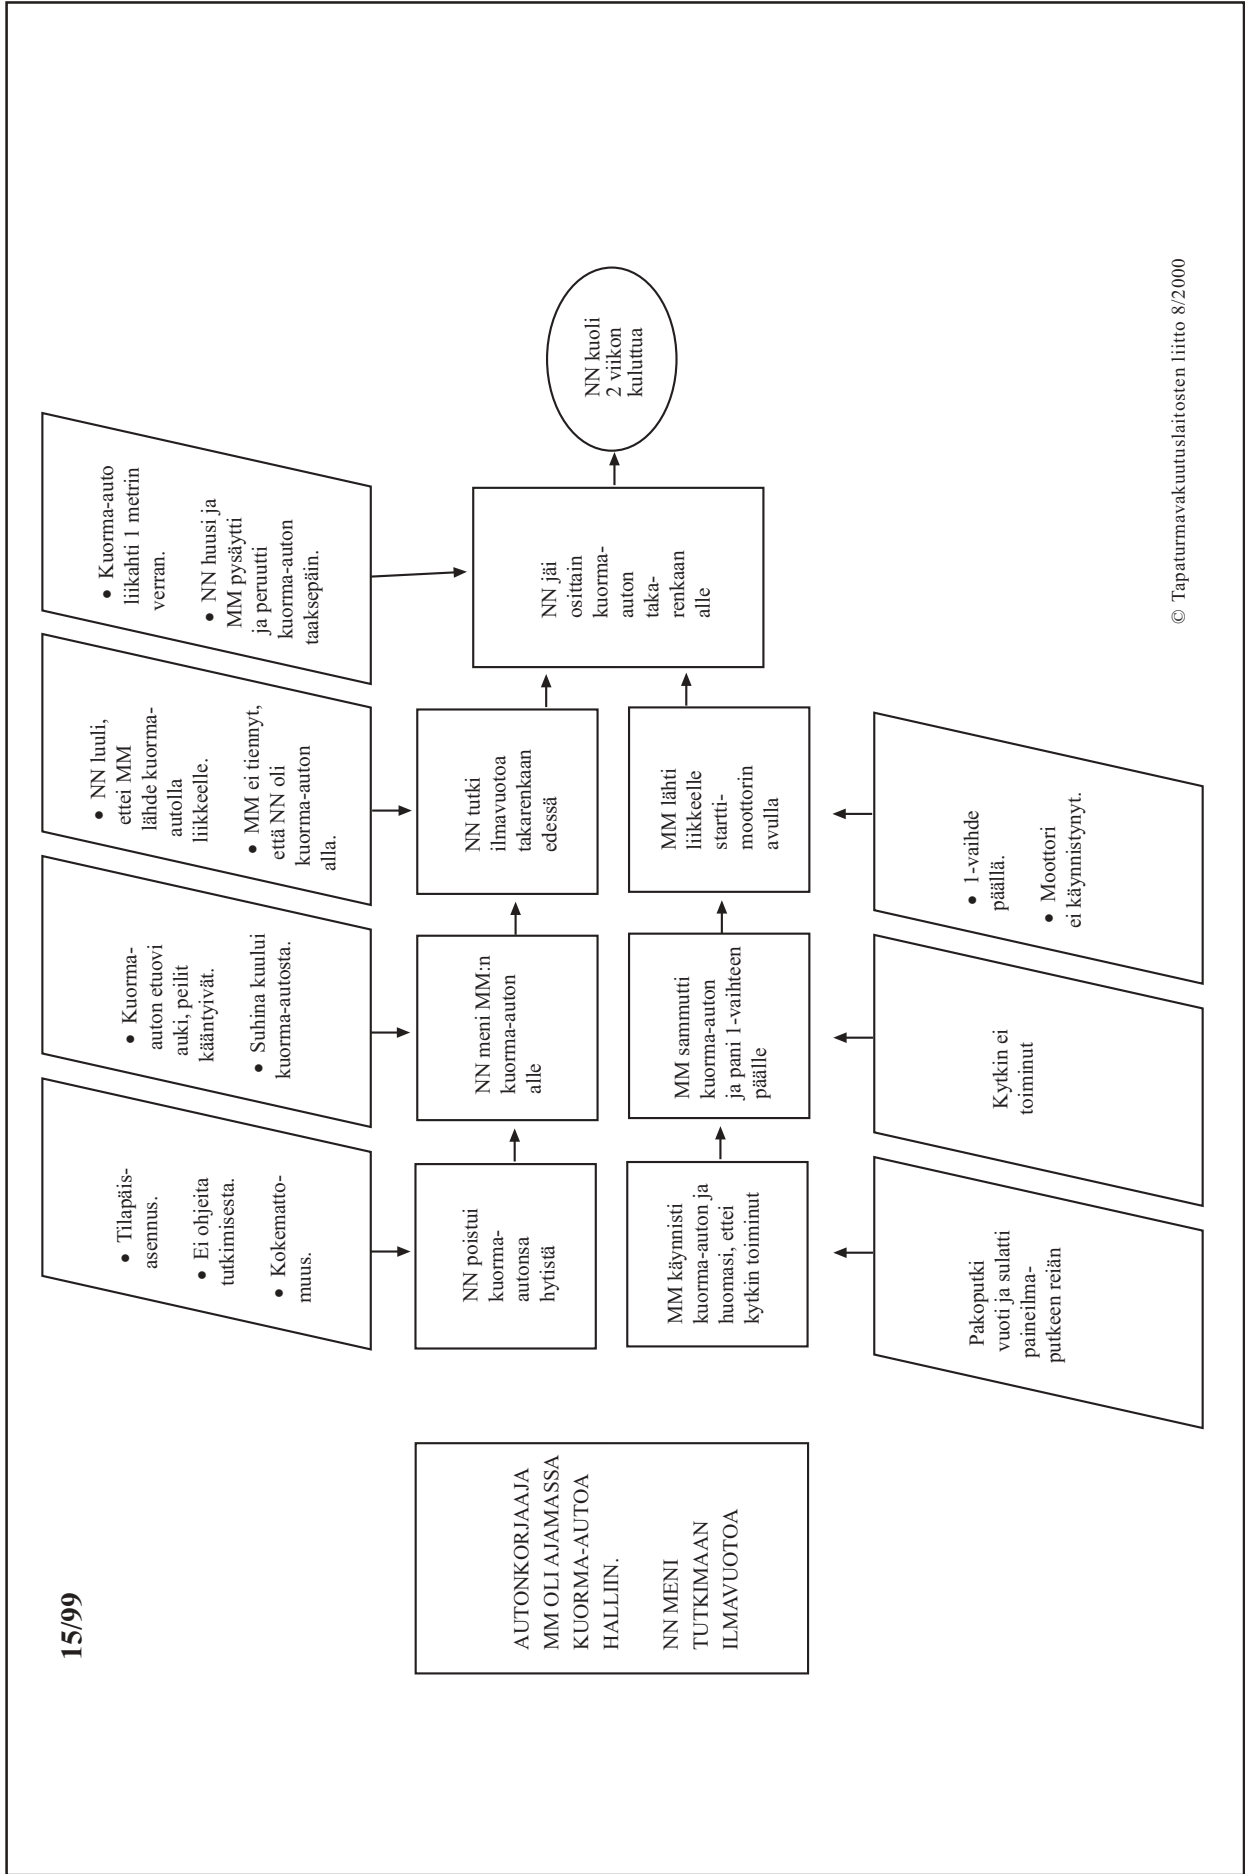 15/99
AUTONKORJAAJA
MM OLI AJAMASSA
KUORMA-AUTOA
HALLIIN.
NN MENI
TUTKIMAAN
ILMAVUOTOA
• Tilapäis-
asennus.
• Ei ohjeita
tutkimisesta.
• Kokematto-
muus.
• Kuorma-
auton etuovi
auki, peilit
kääntyivät.
• Suhina kuului
kuorma-autosta.
• NN luuli,
ettei MM
lähde kuorma-
autolla
liikkeelle.
• MM ei tiennyt,
että NN oli
kuorma-auton
alla.
• Kuorma-auto
liikahti 1 metrin
verran.
• NN huusi ja
MM pysäytti
ja peruutti
kuorma-auton
taaksepäin.
NN poistui
kuorma-
autonsa
hytistä
NN meni MM:n
kuorma-auton
alle
NN tutki
ilmavuotoa
takarenkaan
edessä
NN jäi
osittain
kuorma-
auton
taka-
renkaan
alle
NN kuoli
2 viikon
kuluttua
MM käynnisti
kuorma-auton ja
huomasi, ettei
kytkin toiminut
MM sammutti
kuorma-auton
ja pani 1-vaihteen
päälle
MM lähti
liikkeelle
startti-
moottorin
avulla
Pakoputki
vuoti ja sulatti
paineilma-
putkeen reiän
Kytkin ei
toiminut
• 1-vaihde
päällä.
• Moottori
ei käynnistynyt.
© Tapaturmavakuutuslaitosten liitto 8/2000